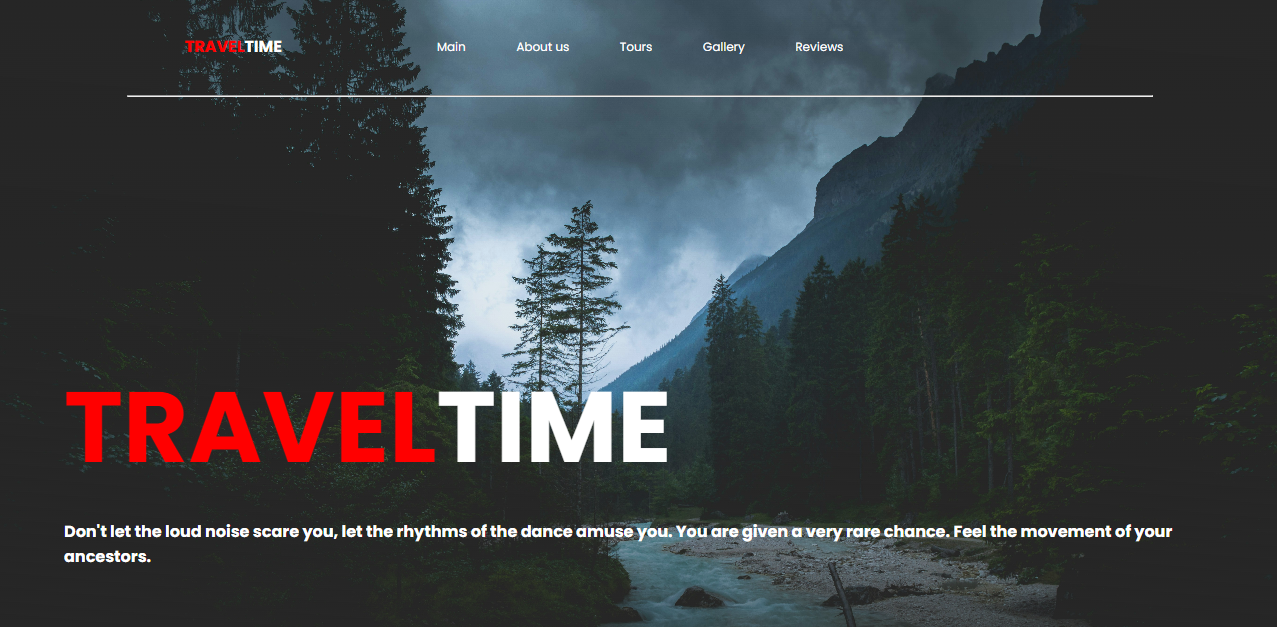 TRAVELTIME Main About us Tours Gallery Reviews
TRAVELTIME
Don't let the loud noise scare you, let the rhythms of the dance amuse you. You are given a very rare chance. Feel the movement of your
ancestors.